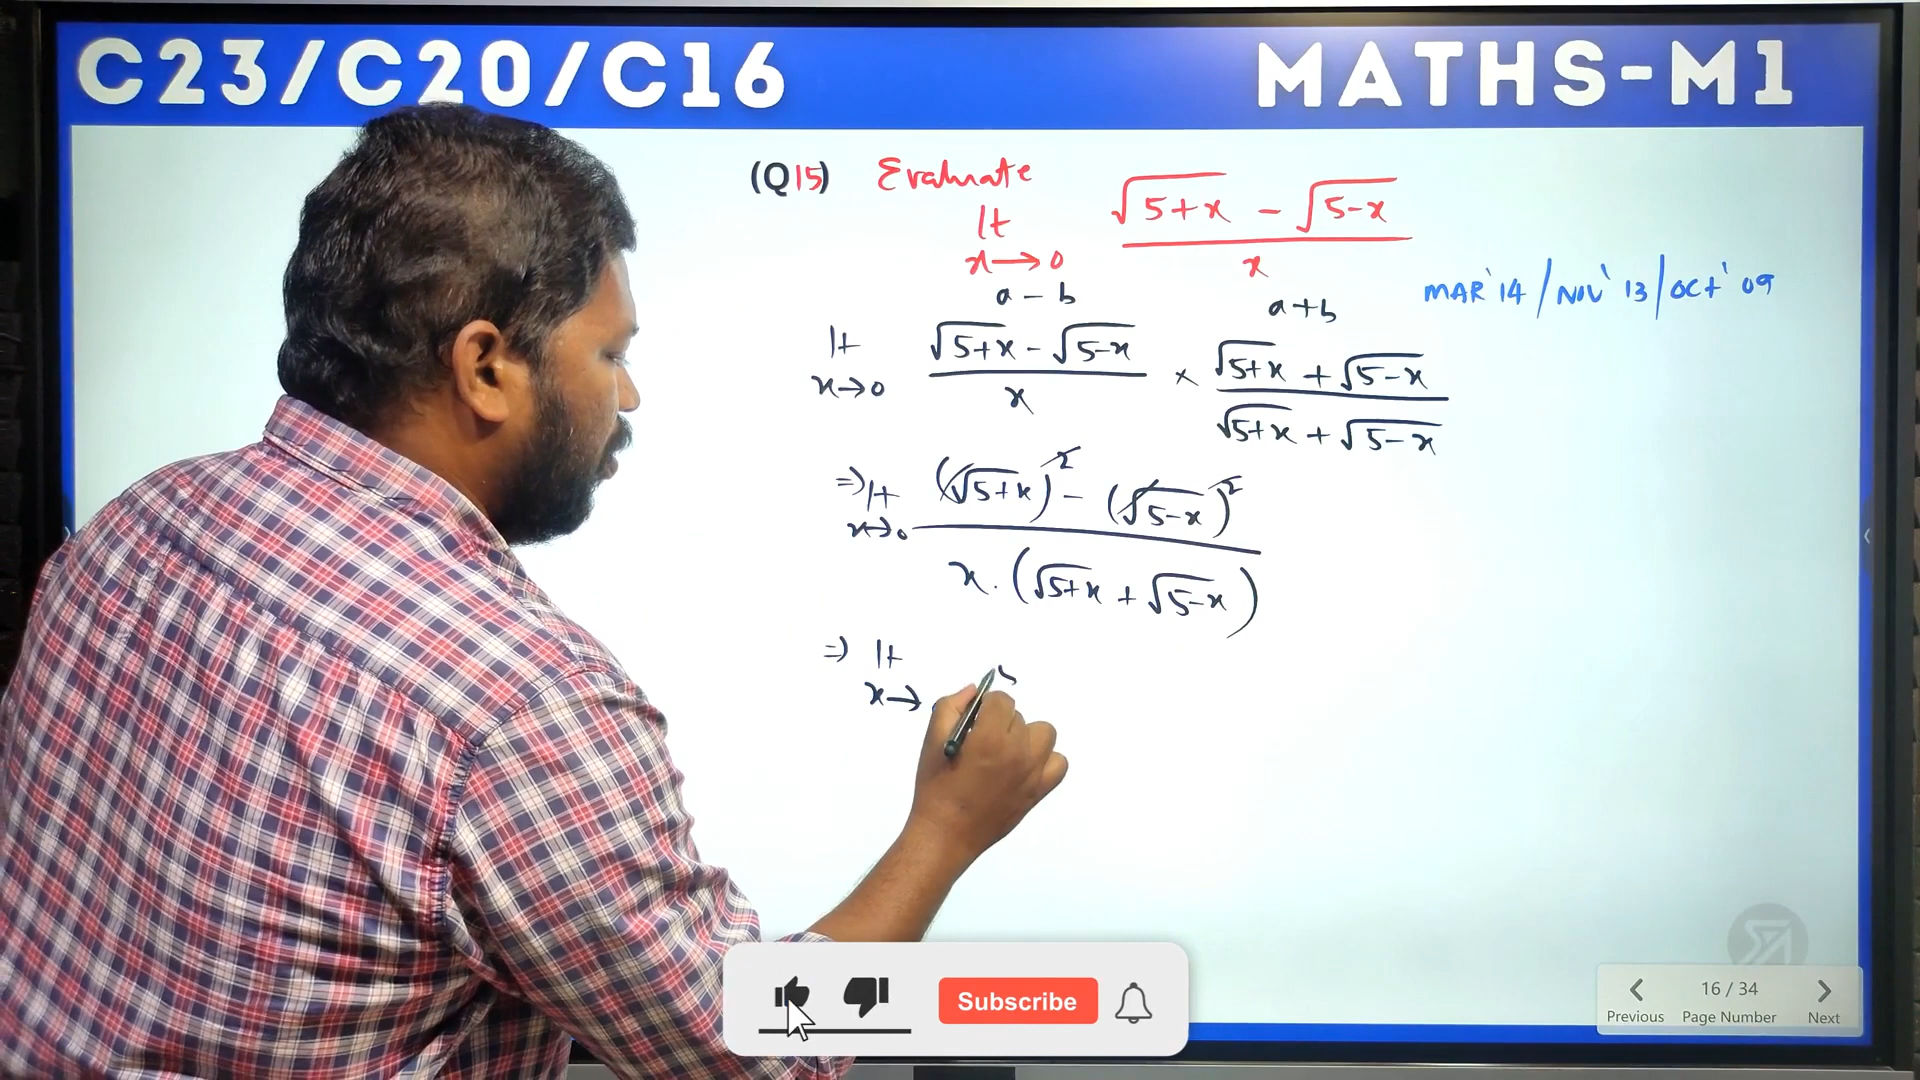 C23/C20/C16 MATHS-M1
(Q15) Evaluate
lt x→0 (√5+x - √5-x) / x
MAR'14 / NOV'13 / OCT'09
a - b a + b
lt x→0 (√5+x - √5-x) / x × (√5+x + √5-x) / (√5+x + √5-x)
⇒ lt x→0 ((√5+x)² - (√5-x)²) / x.(√5+x + √5-x)
⇒ lt
x→
Subscribe
16 / 34
Previous Page Number Next